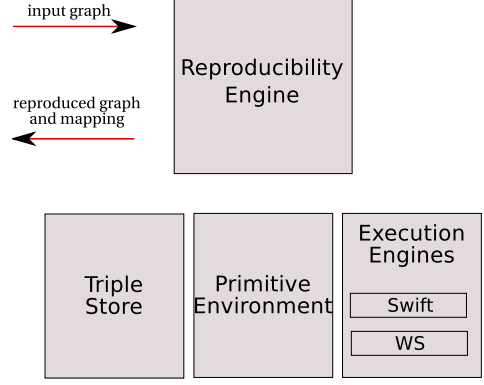 input graph
Reproducibility
Engine
reproduced graph
and mapping
Triple
Store
Primitive
Environment
Execution
Engines
Swift
WS